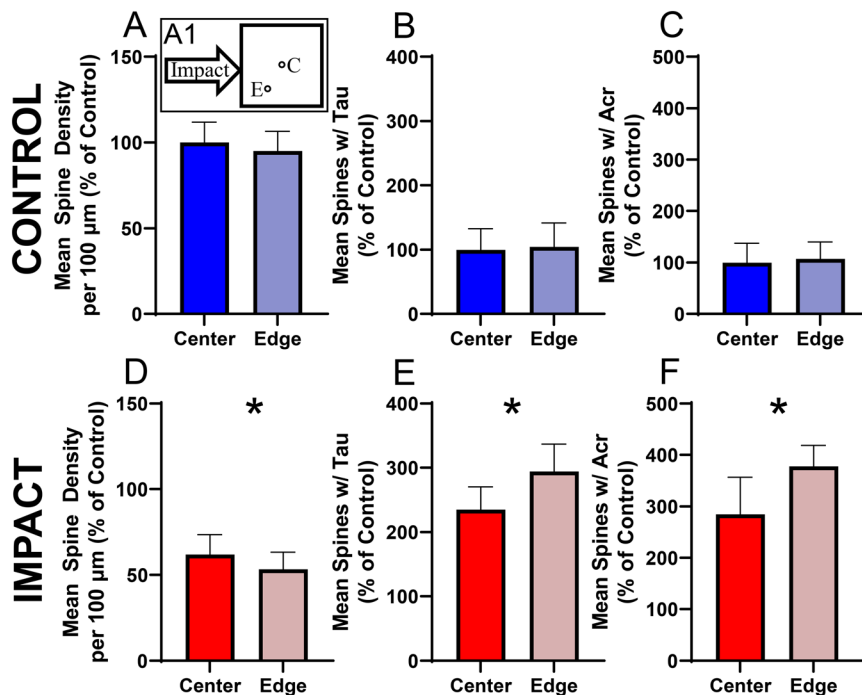 CONTROL
A
A1
Impact
C
E
Mean Spine Density
per 100 µm (% of Control)
150
100
50
0
Center Edge
B
Mean Spines w/ Tau
(% of Control)
400
300
200
100
0
Center Edge
C
Mean Spines w/ Acr
(% of Control)
500
400
300
200
100
0
Center Edge
IMPACT
D
*
Mean Spine Density
per 100 µm (% of Control)
150
100
50
0
Center Edge
E
*
Mean Spines w/ Tau
(% of Control)
400
300
200
100
0
Center Edge
F
*
Mean Spines w/ Acr
(% of Control)
500
400
300
200
100
0
Center Edge